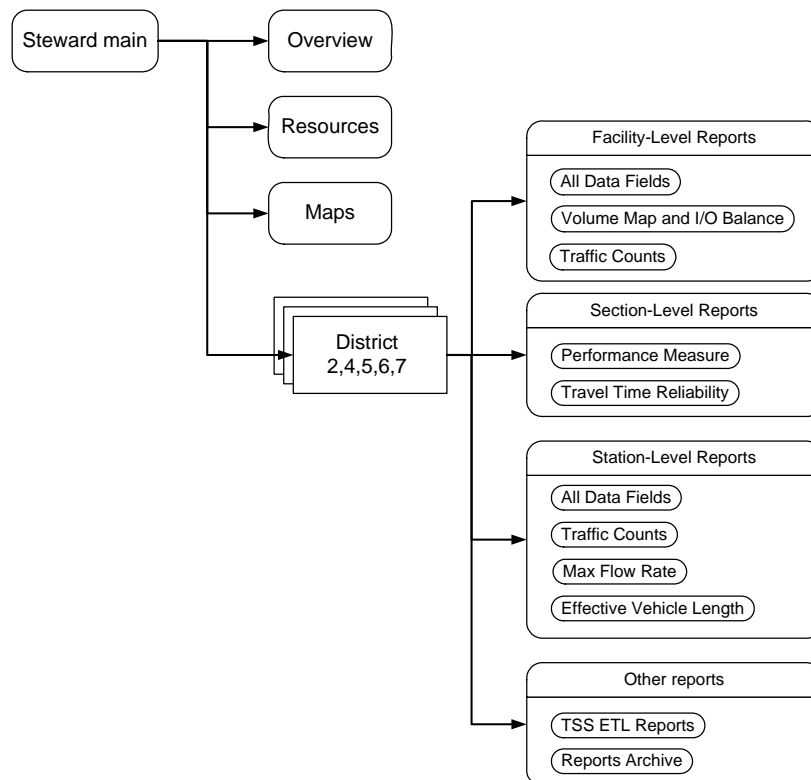 Steward main
Overview
Resources
Maps
District
2,4,5,6,7
Facility-Level Reports
All Data Fields
Volume Map and I/O Balance
Traffic Counts
Section-Level Reports
Performance Measure
Travel Time Reliability
Station-Level Reports
All Data Fields
Traffic Counts
Max Flow Rate
Effective Vehicle Length
Other reports
TSS ETL Reports
Reports Archive